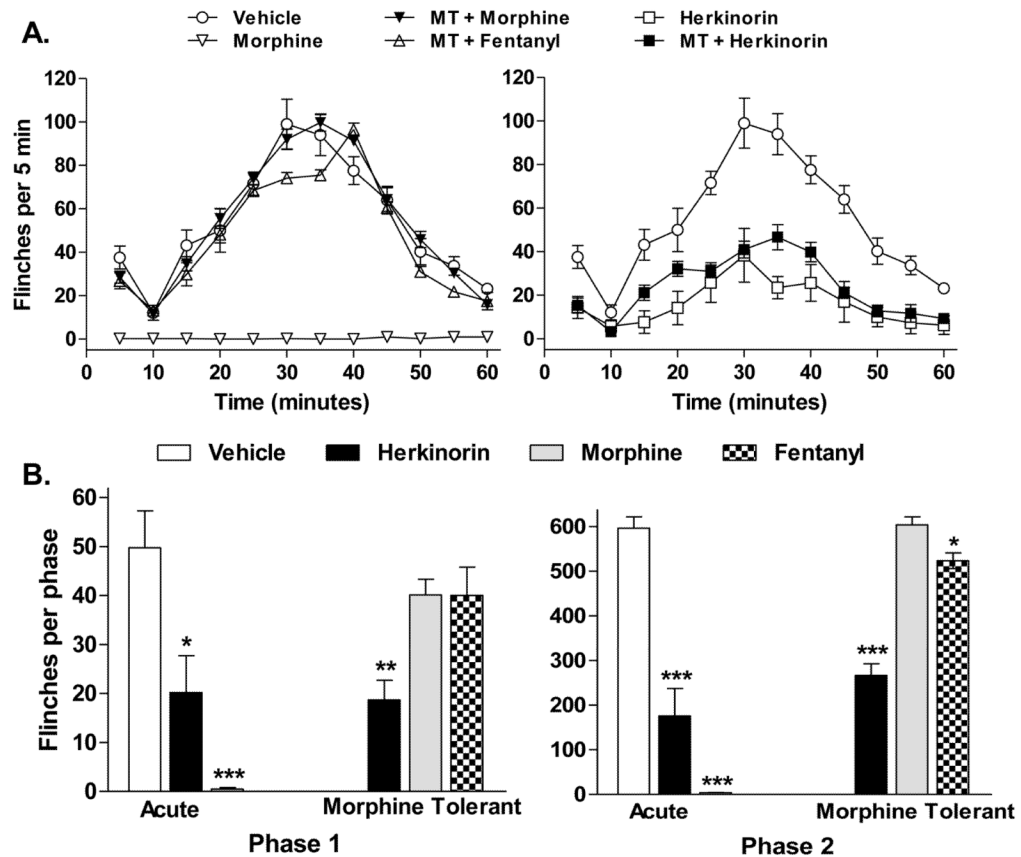 A.
Vehicle MT + Morphine Herkinorin
Morphine MT + Fentanyl MT + Herkinorin
120 120
100 100
80 80
60 60
40 40
20 20
0 0
Flinches per 5 min
0 10 20 30 40 50 60 0 10 20 30 40 50 60
Time (minutes) Time (minutes)
Vehicle Herkinorin Morphine Fentanyl
B.
60
50
40
30
20
10
0
Flinches per phase
* *** **
Acute Morphine Tolerant
Phase 1
600
500
400
300
200
100
0
*** *** *** *
Acute Morphine Tolerant
Phase 2